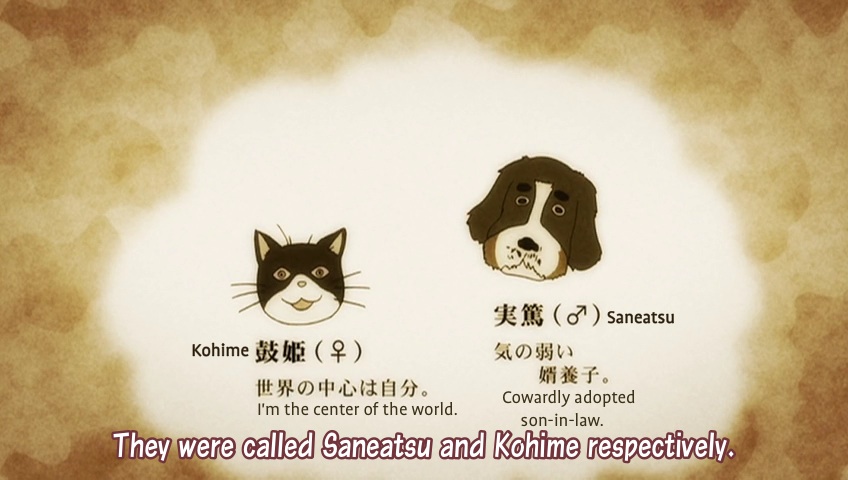 実篤(♂) Saneatsu
気の弱い
婿養子。
Cowardly adopted
son-in-law.
Kohime 鼓姫(♀)
世界の中心は自分。
I'm the center of the world.
They were called Saneatsu and Kohime respectively.